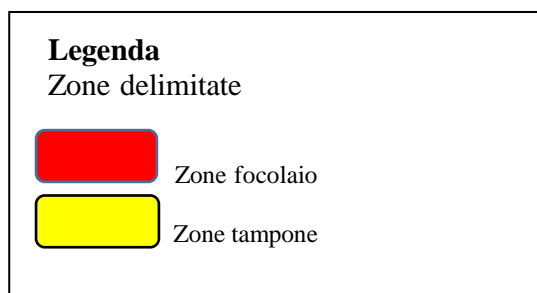 Legenda
Zone delimitate
Zone focolaio
Zone tampone